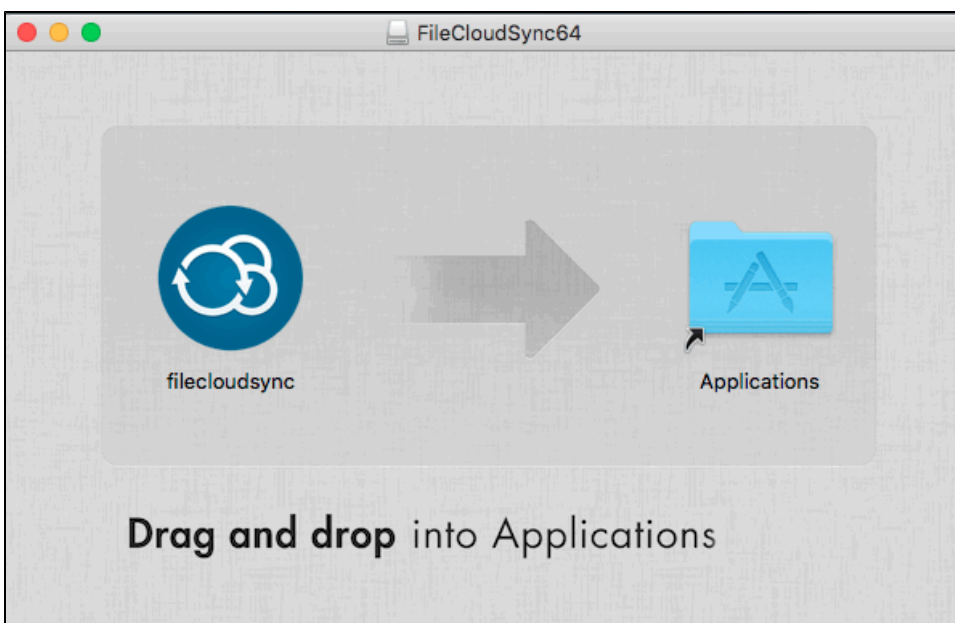 FileCloudSync64
filecloudsync
Applications
Drag and drop into Applications